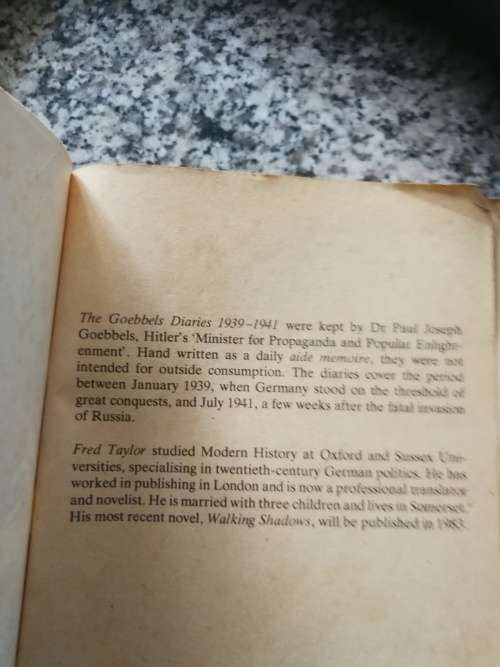 The Goebbels Diaries 1939–1941 were kept by Dr Paul Joseph
Goebbels, Hitler's 'Minister for Propaganda and Popular Enlight-
enment'. Hand written as a daily aide memoire, they were not
intended for outside consumption. The diaries cover the period
between January 1939, when Germany stood on the threshold of
great conquests, and July 1941, a few weeks after the fatal invasion
of Russia.
Fred Taylor studied Modern History at Oxford and Sussex Uni-
versities, specialising in twentieth-century German politics. He has
worked in publishing in London and is now a professional translator
and novelist. He is married with three children and lives in Somerset.
His most recent novel, Walking Shadows, will be published in 1983.